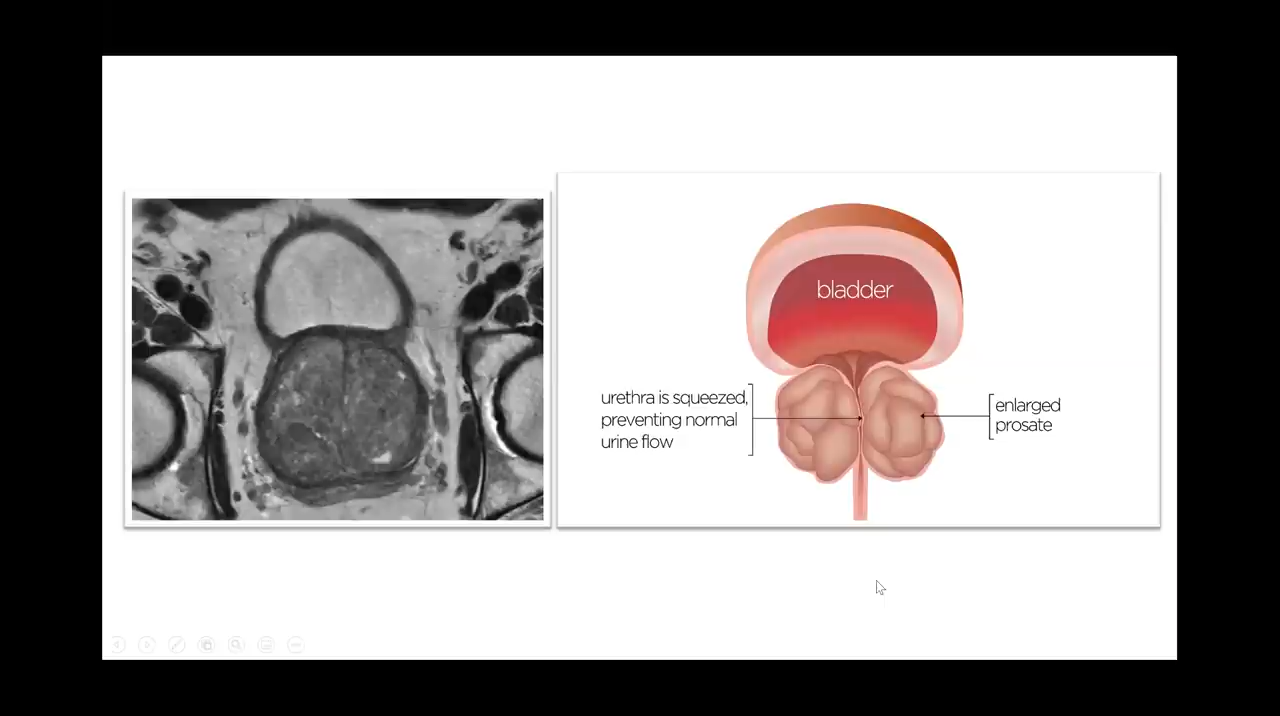 bladder
urethra is squeezed,
preventing normal
urine flow
enlarged
prosate